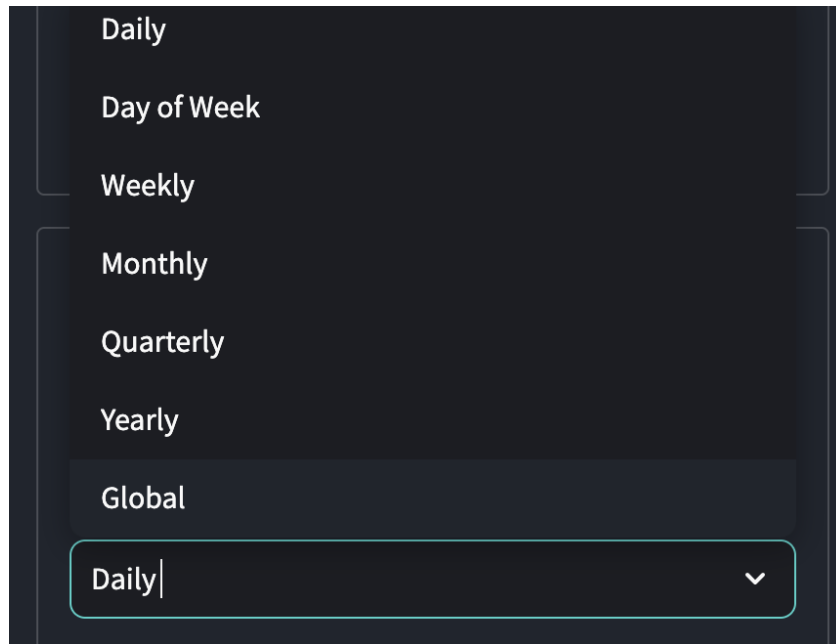 Daily
Day of Week
Weekly
Monthly
Quarterly
Yearly
Global
Daily